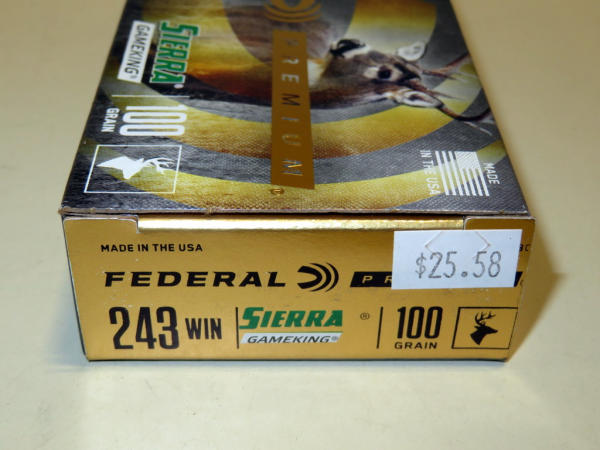 SIERRA
GAMEKING®
100
GRAIN
PREMIUM®
MADE
IN THE USA
MADE IN THE USA
$25.58
FEDERAL
243 WIN
SIERRA ®
GAMEKING®
100
GRAIN